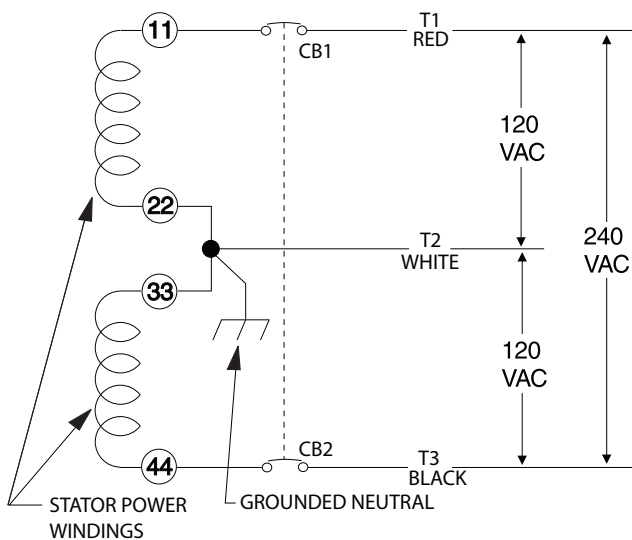 11
CB1
T1
RED
120
VAC
22
T2
WHITE
240
VAC
33
120
VAC
44
CB2
T3
BLACK
STATOR POWER
WINDINGS
GROUNDED NEUTRAL